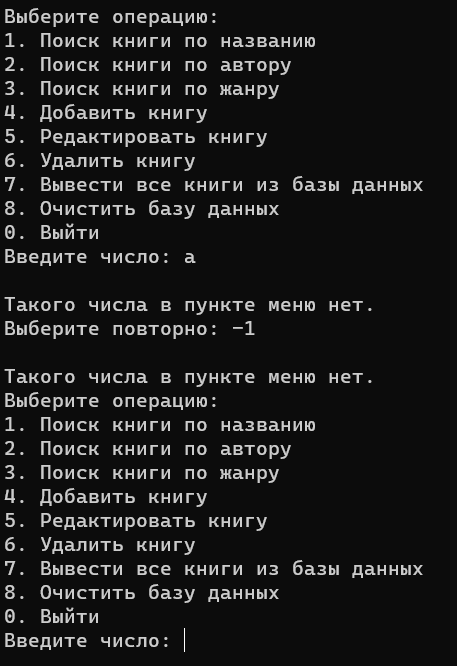 Выберите операцию:
1. Поиск книги по названию
2. Поиск книги по автору
3. Поиск книги по жанру
4. Добавить книгу
5. Редактировать книгу
6. Удалить книгу
7. Вывести все книги из базы данных
8. Очистить базу данных
0. Выйти
Введите число: а
Такого числа в пункте меню нет.
Выберите повторно: -1
Такого числа в пункте меню нет.
Выберите операцию:
1. Поиск книги по названию
2. Поиск книги по автору
3. Поиск книги по жанру
4. Добавить книгу
5. Редактировать книгу
6. Удалить книгу
7. Вывести все книги из базы данных
8. Очистить базу данных
0. Выйти
Введите число: